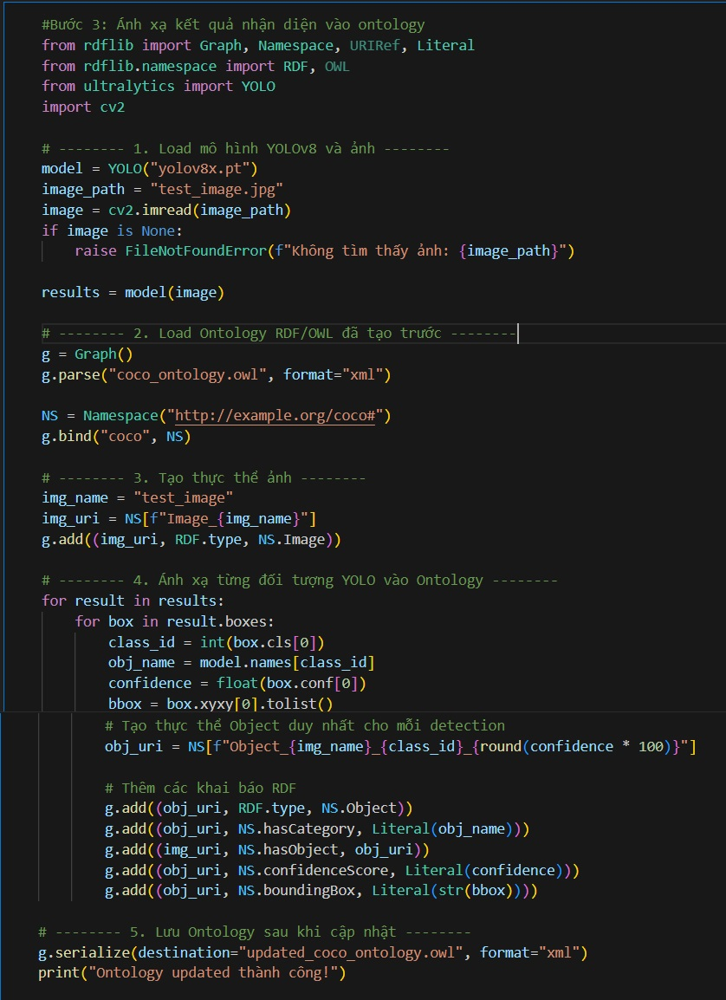 #Bước 3: Ánh xạ kết quả nhận diện vào ontology
from rdflib import Graph, Namespace, URIRef, Literal
from rdflib.namespace import RDF, OWL
from ultralytics import YOLO
import cv2
# -------- 1. Load mô hình YOLOv8 và ảnh --------
model = YOLO("yolov8x.pt")
image_path = "test_image.jpg"
image = cv2.imread(image_path)
if image is None:
    raise FileNotFoundError(f"Không tìm thấy ảnh: {image_path}")
results = model(image)
# -------- 2. Load Ontology RDF/OWL đã tạo trước --------
g = Graph()
g.parse("coco_ontology.owl", format="xml")
NS = Namespace("http://example.org/coco#")
g.bind("coco", NS)
# -------- 3. Tạo thực thể ảnh --------
img_name = "test_image"
img_uri = NS[f"Image_{img_name}"]
g.add((img_uri, RDF.type, NS.Image))
# -------- 4. Ánh xạ từng đối tượng YOLO vào Ontology --------
for result in results:
    for box in result.boxes:
        class_id = int(box.cls[0])
        obj_name = model.names[class_id]
        confidence = float(box.conf[0])
        bbox = box.xyxy[0].tolist()
        # Tạo thực thể Object duy nhất cho mỗi detection
        obj_uri = NS[f"Object_{img_name}_{class_id}_{round(confidence * 100)}"]
        # Thêm các khai báo RDF
        g.add((obj_uri, RDF.type, NS.Object))
        g.add((obj_uri, NS.hasCategory, Literal(obj_name)))
        g.add((img_uri, NS.hasObject, obj_uri))
        g.add((obj_uri, NS.confidenceScore, Literal(confidence)))
        g.add((obj_uri, NS.boundingBox, Literal(str(bbox))))
# -------- 5. Lưu Ontology sau khi cập nhật --------
g.serialize(destination="updated_coco_ontology.owl", format="xml")
print("Ontology updated thành công!")